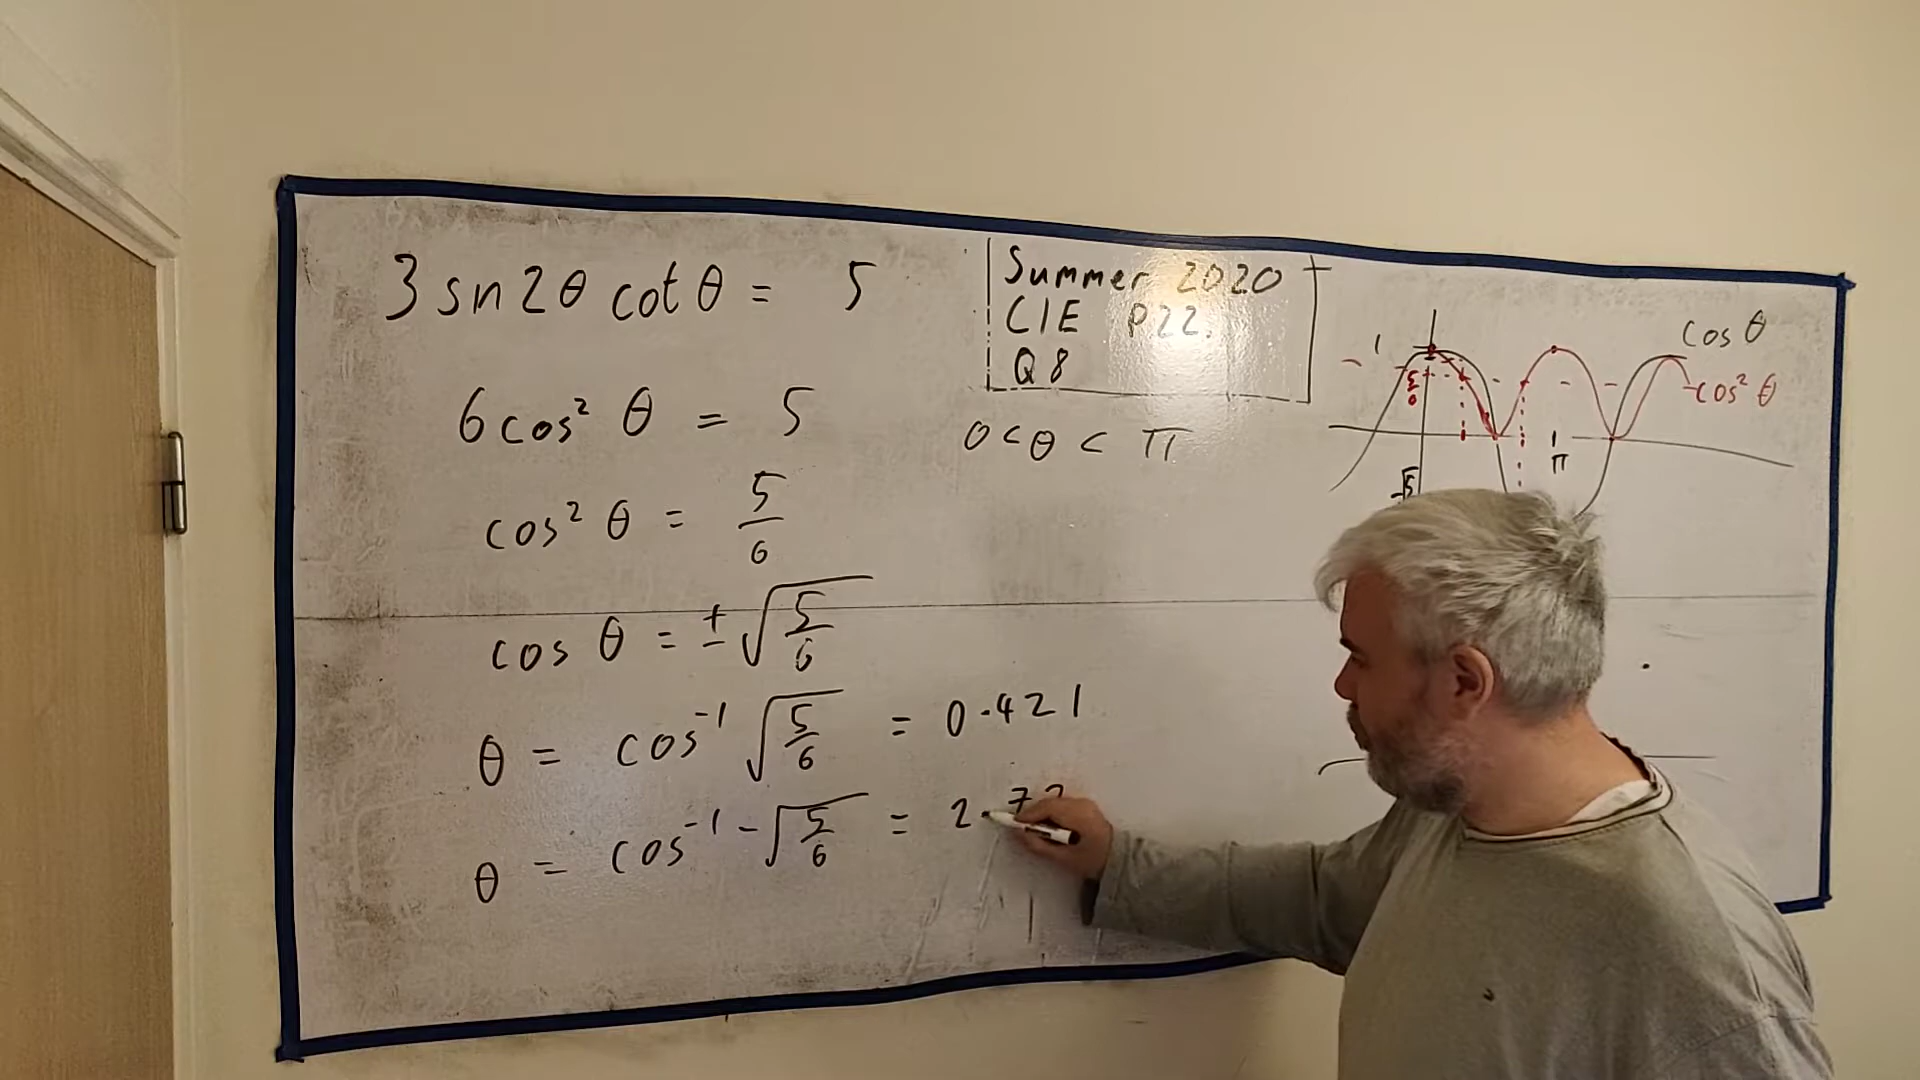 3 sin 2θ cot θ = 5
6 cos² θ = 5
cos² θ = 5/6
cos θ = ±√(5/6)
θ = cos⁻¹ √(5/6) = 0.421
θ = cos⁻¹ -√(5/6) = 2.72
Summer 2020
CIE P22
Q8
0 < θ < π
1
cos θ
cos² θ
π